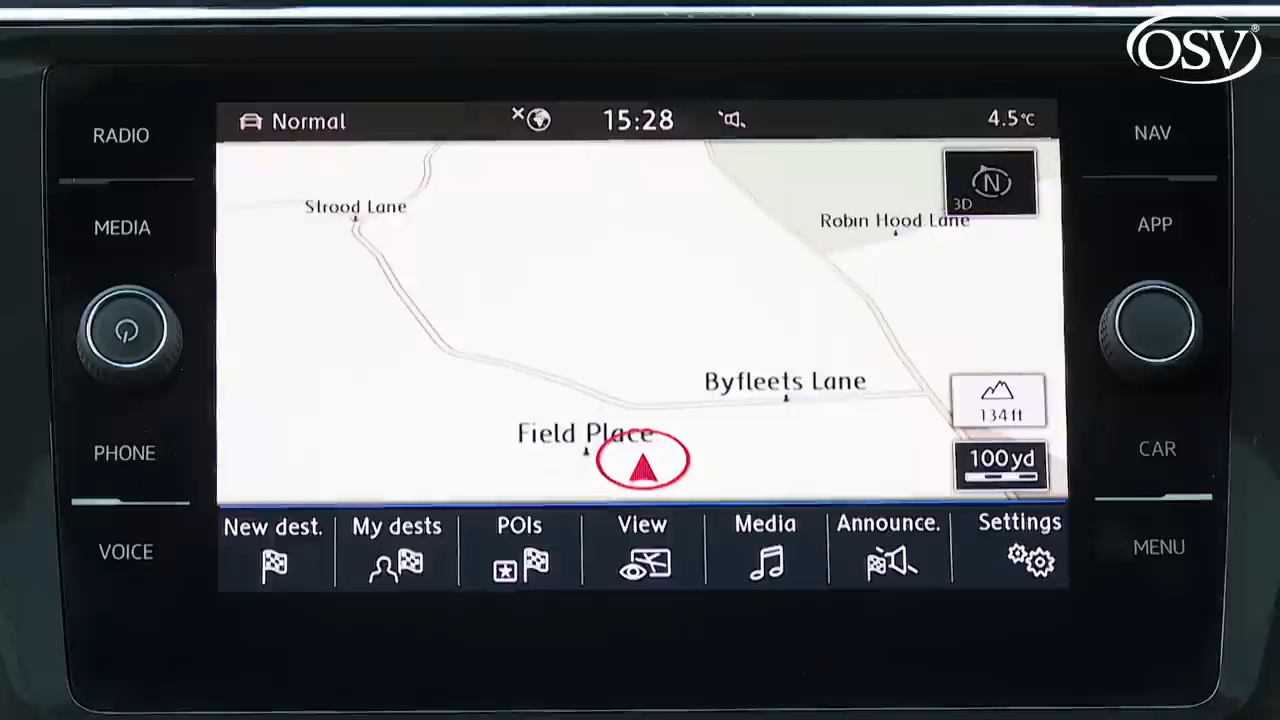 OSV®
Normal
15:28
4.5°C
RADIO
MEDIA
PHONE
VOICE
NAV
APP
CAR
MENU
N
3D
Strood Lane
Robin Hood Lane
Byfleets Lane
Field Place
134ft
100yd
New dest.
My dests
POIs
View
Media
Announce.
Settings